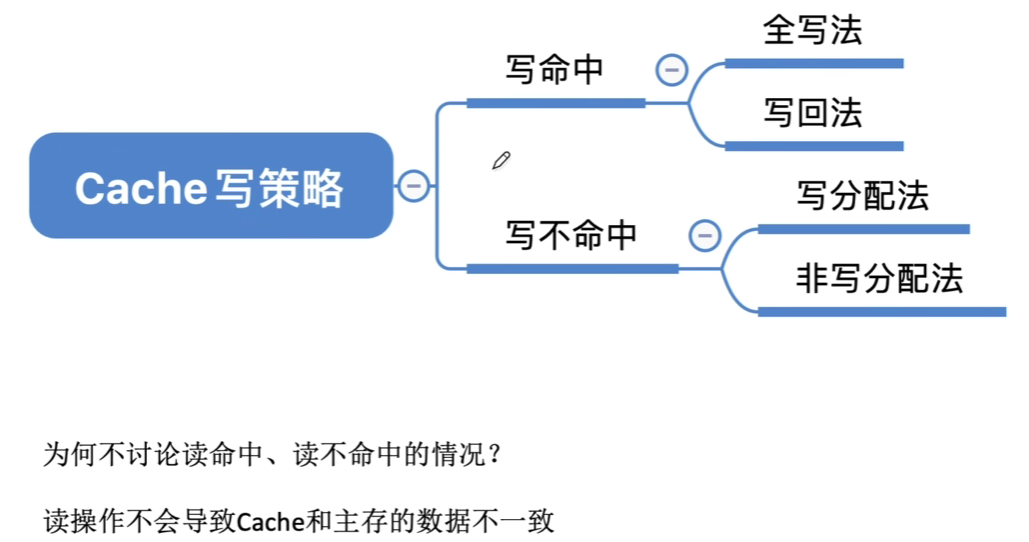 Cache写策略
写命中
全写法
写回法
写不命中
写分配法
非写分配法
为何不讨论读命中、读不命中的情况？
读操作不会导致Cache和主存的数据不一致